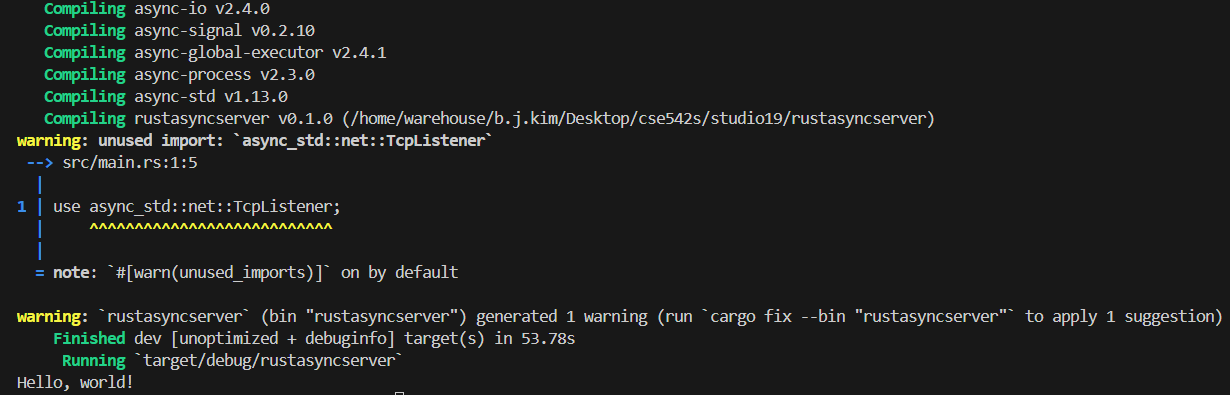 Compiling async-io v2.4.0
Compiling async-signal v0.2.10
Compiling async-global-executor v2.4.1
Compiling async-process v2.3.0
Compiling async-std v1.13.0
Compiling rustasyncserver v0.1.0 (/home/warehouse/b.j.kim/Desktop/cse542s/studio19/rustasyncserver)
warning: unused import: `async_std::net::TcpListener`
--> src/main.rs:1:5
|
1 | use async_std::net::TcpListener;
| ^^^^^^^^^^^^^^^^^^^^^^^^^^^
|
= note: `#[warn(unused_imports)]` on by default
warning: `rustasyncserver` (bin "rustasyncserver") generated 1 warning (run `cargo fix --bin "rustasyncserver"` to apply 1 suggestion)
Finished dev [unoptimized + debuginfo] target(s) in 53.78s
Running `target/debug/rustasyncserver`
Hello, world!